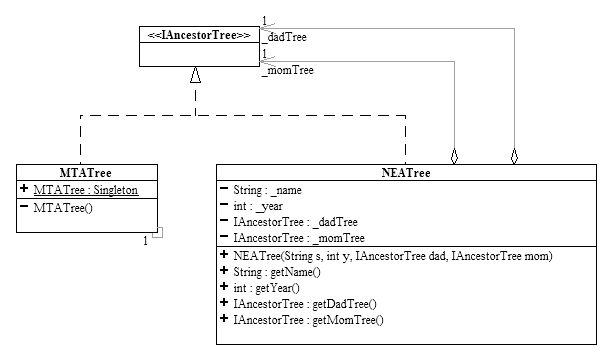 1
<<IAncestorTree>>
_dadTree
1
_momTree
MTATree
+ MTATree : Singleton
- MTATree()
1
NEATree
- String : _name
- int : _year
- IAncestorTree : _dadTree
- IAncestorTree : _momTree
+ NEATree(String s, int y, IAncestorTree dad, IAncestorTree mom)
+ String : getName()
+ int : getYear()
+ IAncestorTree : getDadTree()
+ IAncestorTree : getMomTree()